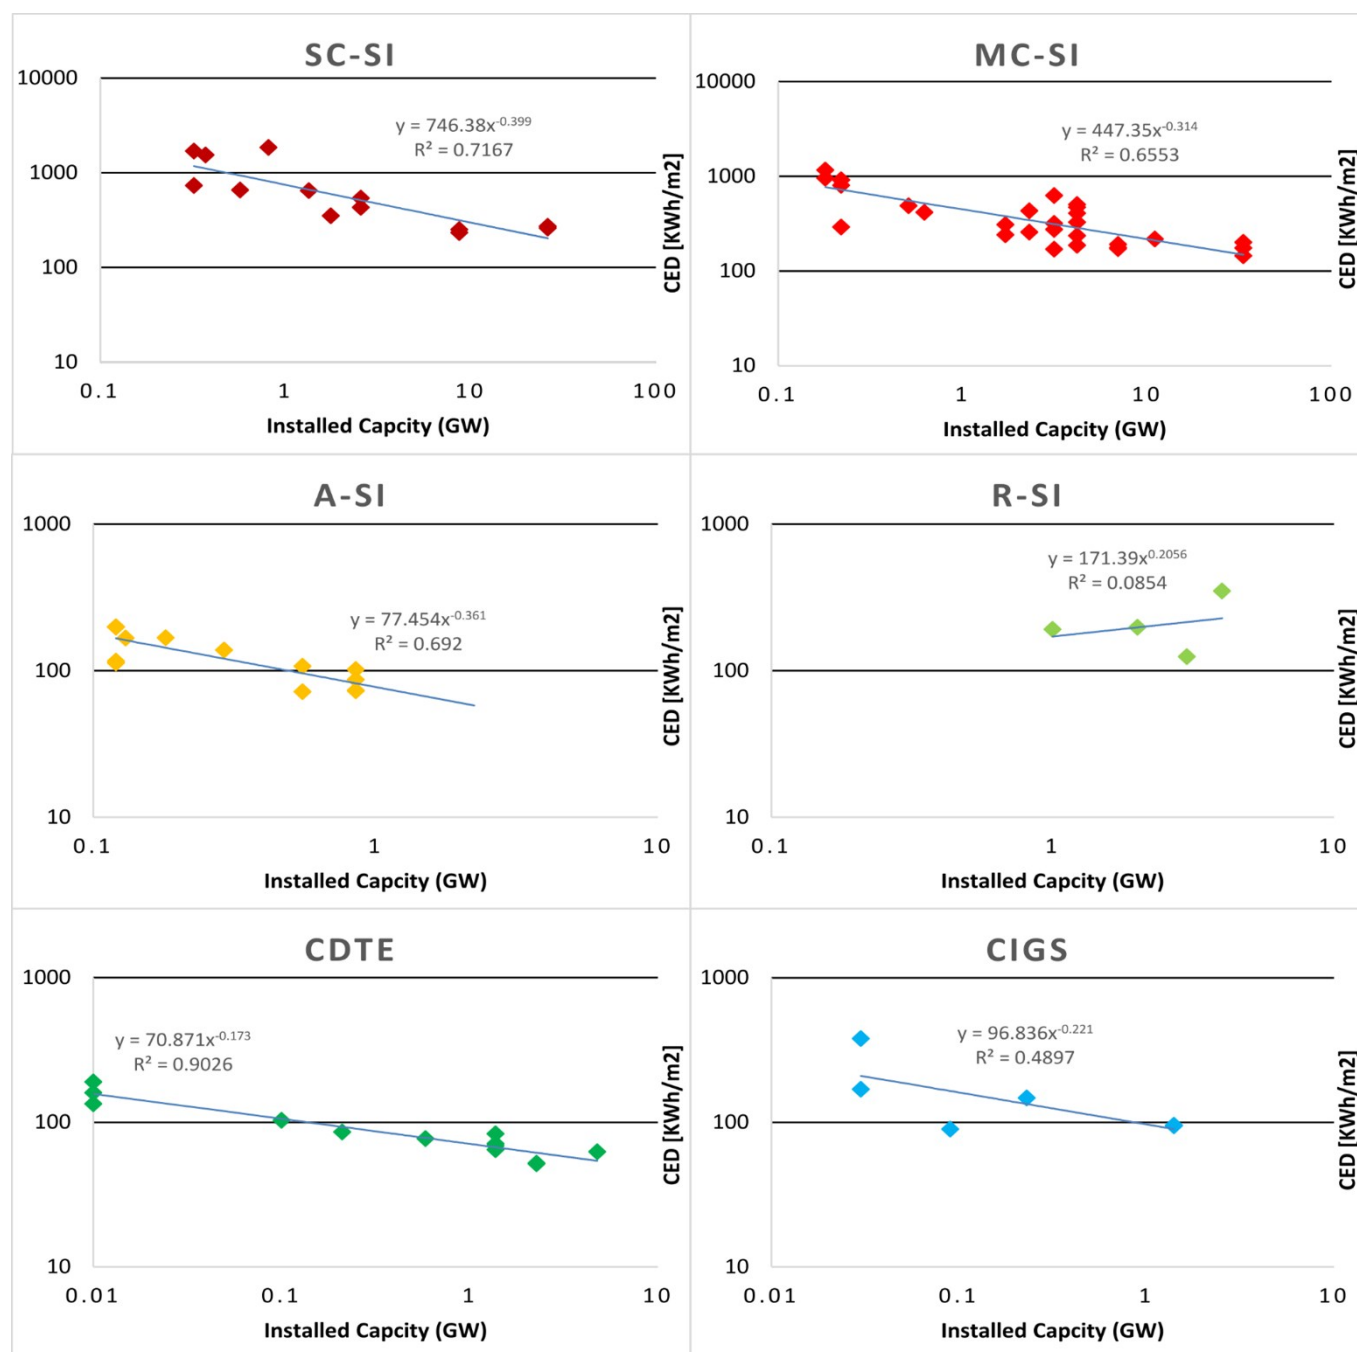 SC-SI
10000
1000
100
10
0.1 1 10 100
y = 746.38x^-0.399
R² = 0.7167
Installed Capcity (GW)
CED [KWh/m2]
MC-SI
10000
1000
100
10
0.1 1 10 100
y = 447.35x^-0.314
R² = 0.6553
Installed Capcity (GW)
CED [KWh/m2]
A-SI
1000
100
10
0.1 1 10
y = 77.454x^-0.361
R² = 0.692
Installed Capcity (GW)
CED [KWh/m2]
R-SI
1000
100
10
0.1 1 10
y = 171.39x^0.2056
R² = 0.0854
Installed Capcity (GW)
CED [KWh/m2]
CDTE
1000
100
10
0.01 0.1 1 10
y = 70.871x^-0.173
R² = 0.9026
Installed Capcity (GW)
CED [KWh/m2]
CIGS
1000
100
10
0.01 0.1 1 10
y = 96.836x^-0.221
R² = 0.4897
Installed Capcity (GW)
CED [KWh/m2]